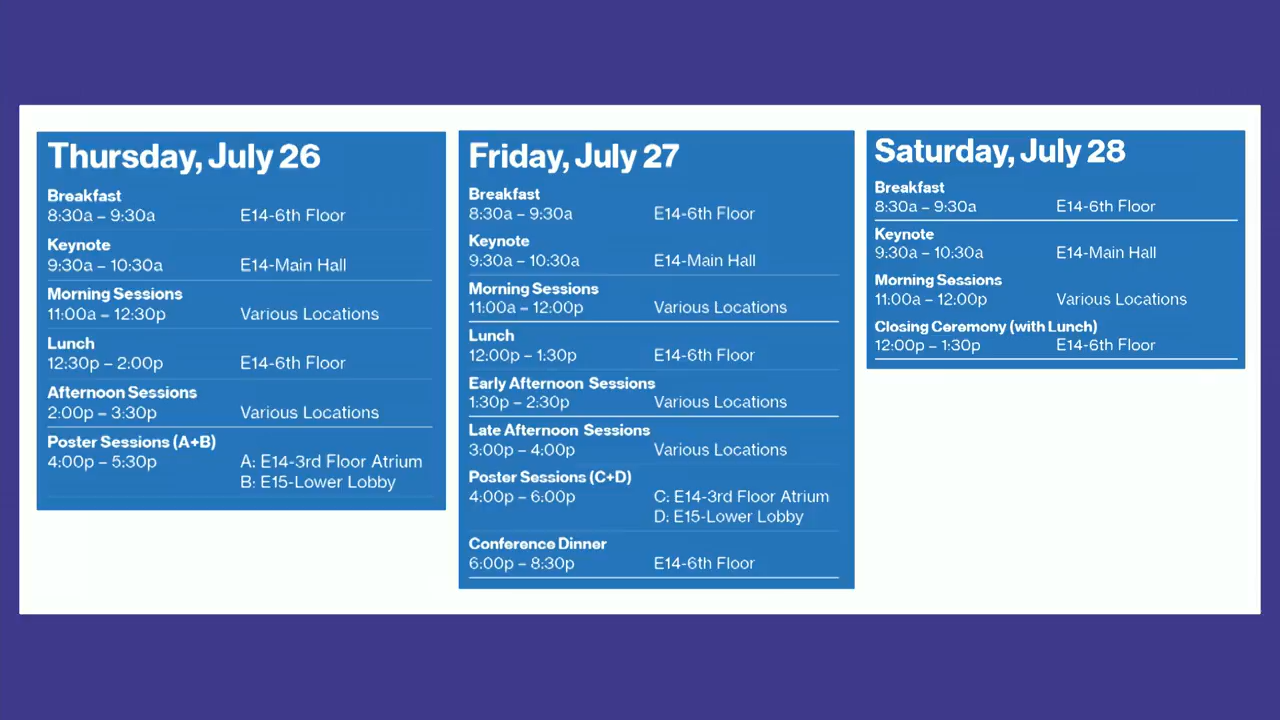 Thursday, July 26
Breakfast
8:30a – 9:30a E14-6th Floor
Keynote
9:30a – 10:30a E14-Main Hall
Morning Sessions
11:00a – 12:30p Various Locations
Lunch
12:30p – 2:00p E14-6th Floor
Afternoon Sessions
2:00p – 3:30p Various Locations
Poster Sessions (A+B)
4:00p – 5:30p A: E14-3rd Floor Atrium
B: E15-Lower Lobby
Friday, July 27
Breakfast
8:30a – 9:30a E14-6th Floor
Keynote
9:30a – 10:30a E14-Main Hall
Morning Sessions
11:00a – 12:00p Various Locations
Lunch
12:00p – 1:30p E14-6th Floor
Early Afternoon Sessions
1:30p – 2:30p Various Locations
Late Afternoon Sessions
3:00p – 4:00p Various Locations
Poster Sessions (C+D)
4:00p – 6:00p C: E14-3rd Floor Atrium
D: E15-Lower Lobby
Conference Dinner
6:00p – 8:30p E14-6th Floor
Saturday, July 28
Breakfast
8:30a – 9:30a E14-6th Floor
Keynote
9:30a – 10:30a E14-Main Hall
Morning Sessions
11:00a – 12:00p Various Locations
Closing Ceremony (with Lunch)
12:00p – 1:30p E14-6th Floor